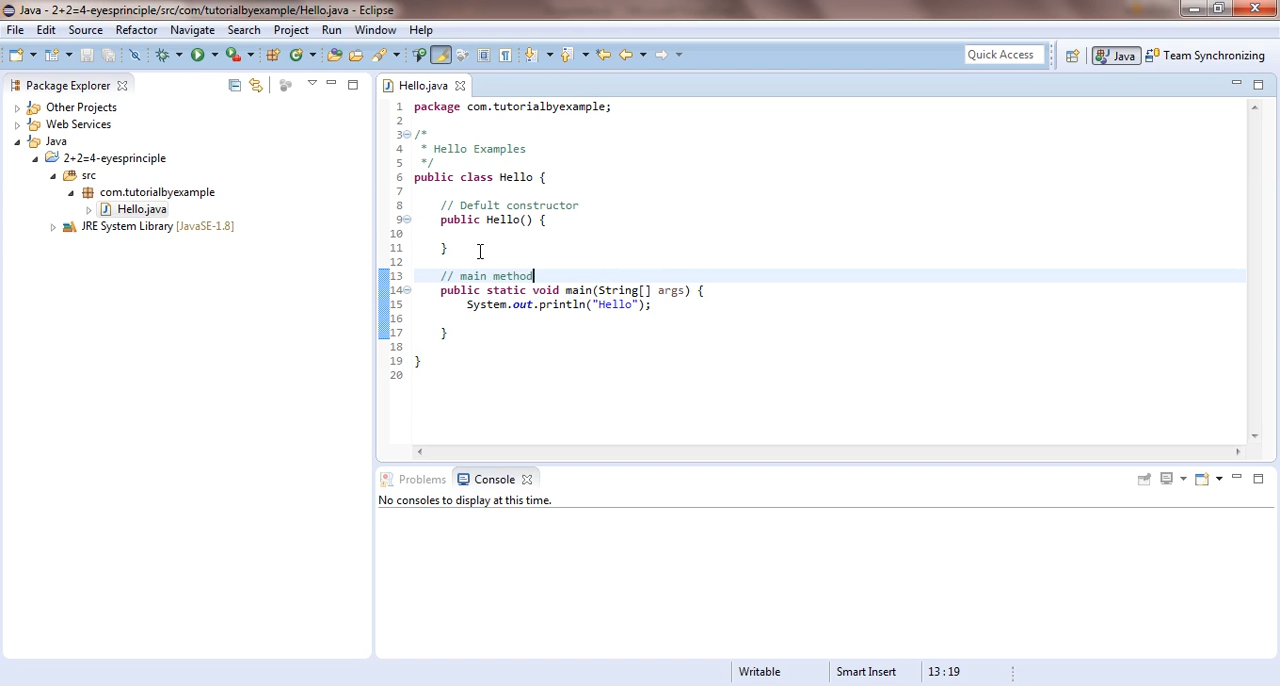 Java - 2+2=4-eyesprinciple/src/com/tutorialbyexample/Hello.java - Eclipse
File Edit Source Refactor Navigate Search Project Run Window Help
Quick Access Java Team Synchronizing
Package Explorer
Other Projects
Web Services
Java
2+2=4-eyesprinciple
src
com.tutorialbyexample
Hello.java
JRE System Library [JavaSE-1.8]
Hello.java
1 package com.tutorialbyexample;
2
3 /*
4 * Hello Examples
5 */
6 public class Hello {
7
8 // Defult constructor
9 public Hello() {
10
11 }
12
13 // main method
14 public static void main(String[] args) {
15 System.out.println("Hello");
16
17 }
18
19 }
20
Problems Console
No consoles to display at this time.
Writable Smart Insert 13 : 19